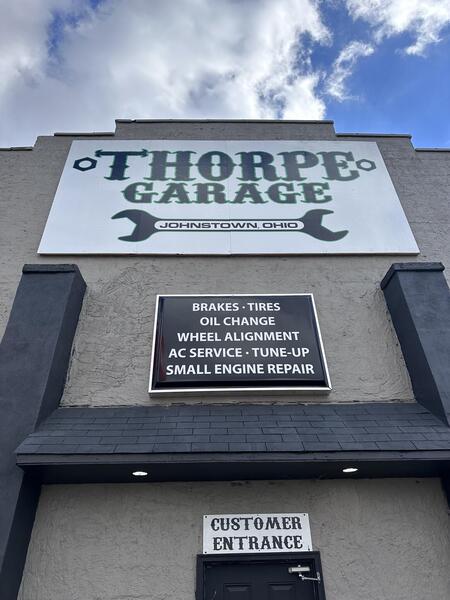 THORPE
GARAGE
JOHNSTOWN, OHIO
BRAKES · TIRES
OIL CHANGE
WHEEL ALIGNMENT
AC SERVICE · TUNE-UP
SMALL ENGINE REPAIR
CUSTOMER
ENTRANCE